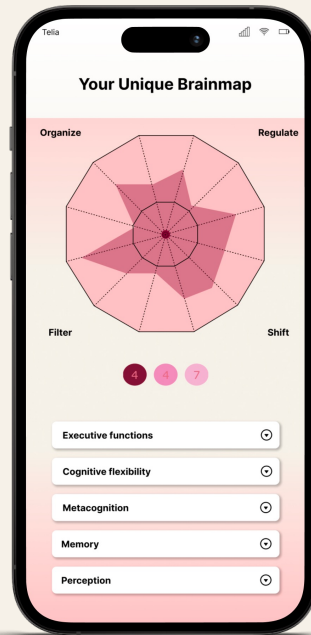 Telia
Your Unique Brainmap
Organize
Regulate
Filter
Shift
4 4 7
Executive functions
Cognitive flexibility
Metacognition
Memory
Perception